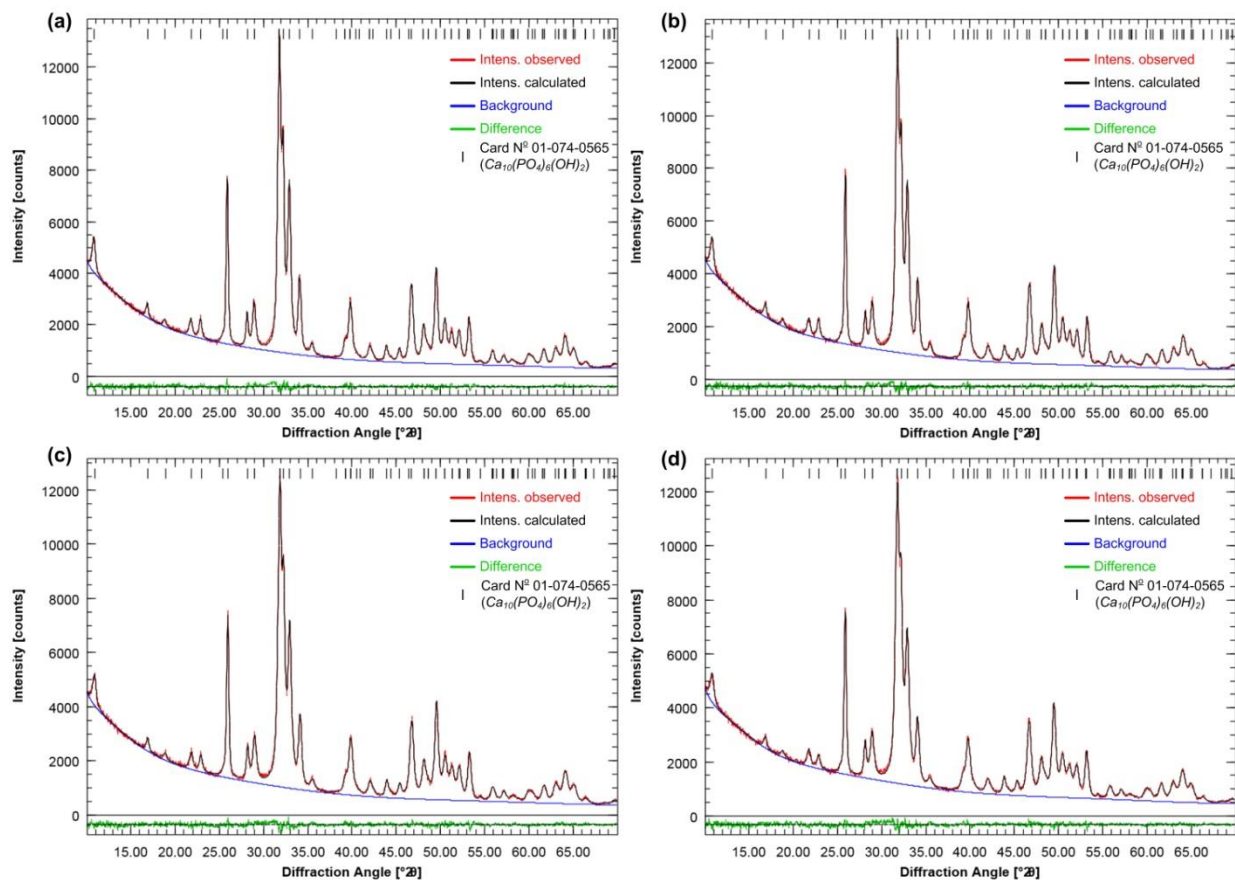 (a)
Intens. observed
Intens. calculated
Background
Difference
Card Nº 01-074-0565
(Ca10(PO4)6(OH)2)
12000
10000
8000
6000
4000
2000
0
Intensity [counts]
15.00 20.00 25.00 30.00 35.00 40.00 45.00 50.00 55.00 60.00 65.00
Diffraction Angle [°2θ]
(b)
Intens. observed
Intens. calculated
Background
Difference
Card Nº 01-074-0565
(Ca10(PO4)6(OH)2)
12000
10000
8000
6000
4000
2000
0
Intensity [counts]
15.00 20.00 25.00 30.00 35.00 40.00 45.00 50.00 55.00 60.00 65.00
Diffraction Angle [°2θ]
(c)
Intens. observed
Intens. calculated
Background
Difference
Card Nº 01-074-0565
(Ca10(PO4)6(OH)2)
12000
10000
8000
6000
4000
2000
0
Intensity [counts]
15.00 20.00 25.00 30.00 35.00 40.00 45.00 50.00 55.00 60.00 65.00
Diffraction Angle [°2θ]
(d)
Intens. observed
Intens. calculated
Background
Difference
Card Nº 01-074-0565
(Ca10(PO4)6(OH)2)
12000
10000
8000
6000
4000
2000
0
Intensity [counts]
15.00 20.00 25.00 30.00 35.00 40.00 45.00 50.00 55.00 60.00 65.00
Diffraction Angle [°2θ]